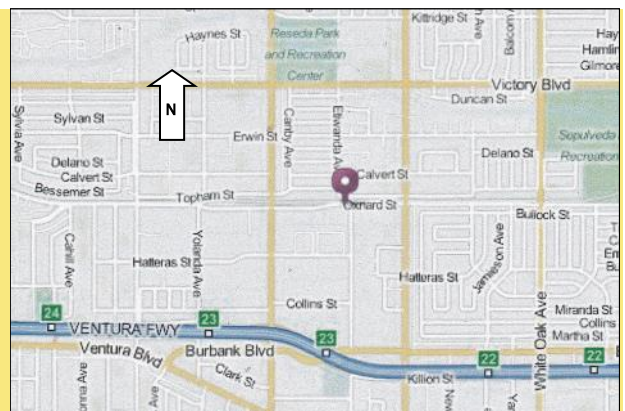 Kittridge St
Haynes St
Reseda Park
and Recreation
Center
Balcom
Hay
Hamlin
Gilmore
Victory Blvd
N
Duncan St
Sylvia Ave
Sylvan St
Canby Ave
Etiwanda Av
Erwin St
Sepulveda
Recreation
Delano St
Delano St
Calvert St
Calvert St
Bessemer St
Topham St
Oxnard St
Bullock St
Cahill Ave
Yolanda Ave
Hatteras St
Hatteras St
Jamieson Ave
White Oak Ave
Collins St
Miranda St
Collins
Martha St
24
VENTURA FWY
23
23
22
22
Ventura Blvd
Burbank Blvd
Clark St
Killion St
Ave